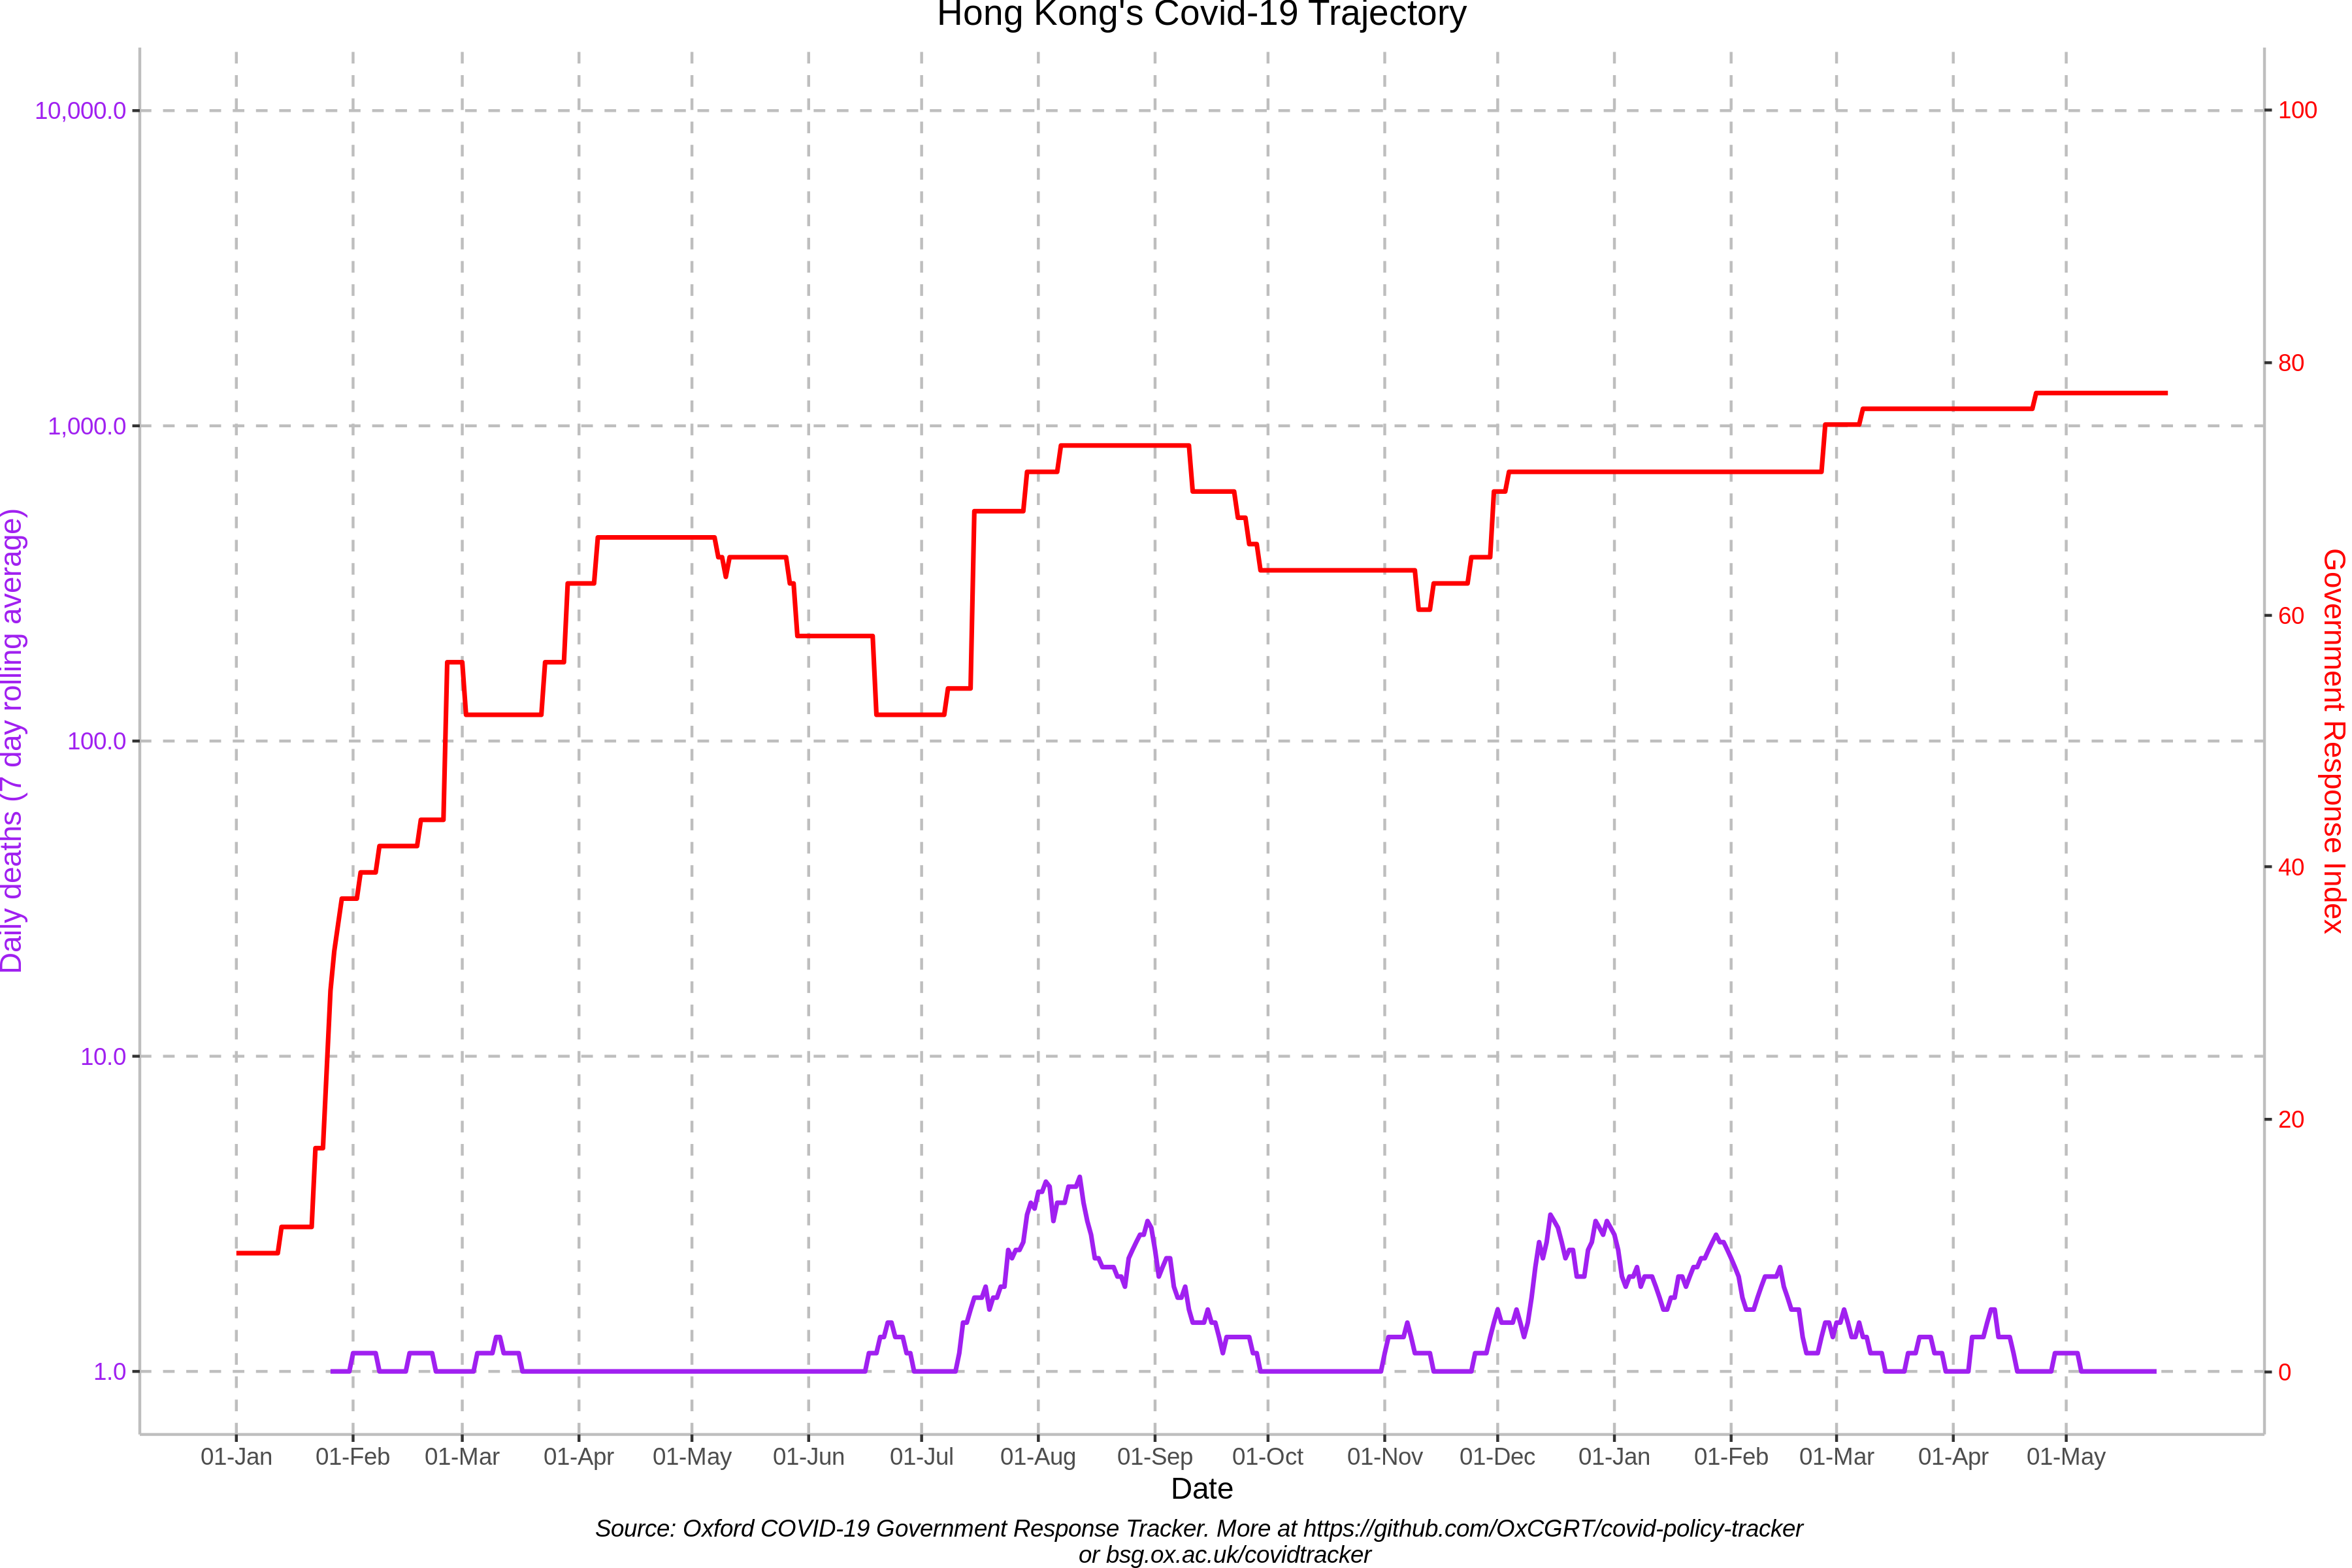 Hong Kong's Covid-19 Trajectory
10,000.0
1,000.0
100.0
10.0
1.0
Daily deaths (7 day rolling average)
100
80
60
40
20
0
Government Response Index
01-Jan 01-Feb 01-Mar 01-Apr 01-May 01-Jun 01-Jul 01-Aug 01-Sep 01-Oct 01-Nov 01-Dec 01-Jan 01-Feb 01-Mar 01-Apr 01-May
Date
Source: Oxford COVID-19 Government Response Tracker. More at https://github.com/OxCGRT/covid-policy-tracker
or bsg.ox.ac.uk/covidtracker